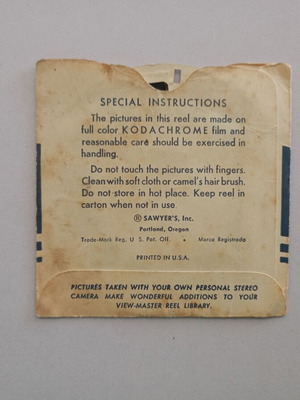 SPECIAL INSTRUCTIONS
The pictures in this reel are made on
full color KODACHROME film and
reasonable care should be exercised in
handling.
Do not touch the pictures with fingers.
Clean with soft cloth or camel's hair brush.
Do not store in hot place. Keep reel in
carton when not in use.
® SAWYER'S, Inc.
Portland, Oregon
Trade-Mark Reg. U. S. Pat. Off. • Marca Registrada
PRINTED IN U.S.A.
PICTURES TAKEN WITH YOUR OWN PERSONAL STEREO
CAMERA MAKE WONDERFUL ADDITIONS TO YOUR
VIEW-MASTER REEL LIBRARY.